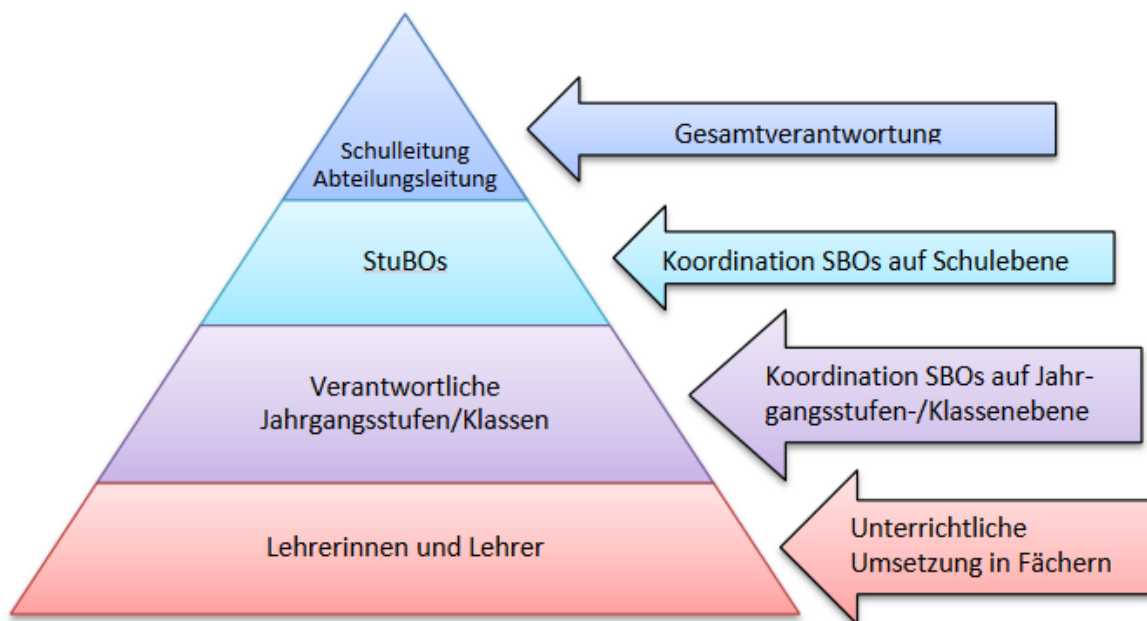 Schulleitung
Abteilungsleitung
Gesamtverantwortung
StuBOs
Koordination SBOs auf Schulebene
Verantwortliche
Jahrgangsstufen/Klassen
Koordination SBOs auf Jahr-
gangsstufen-/Klassenebene
Lehrerinnen und Lehrer
Unterrichtliche
Umsetzung in Fächern